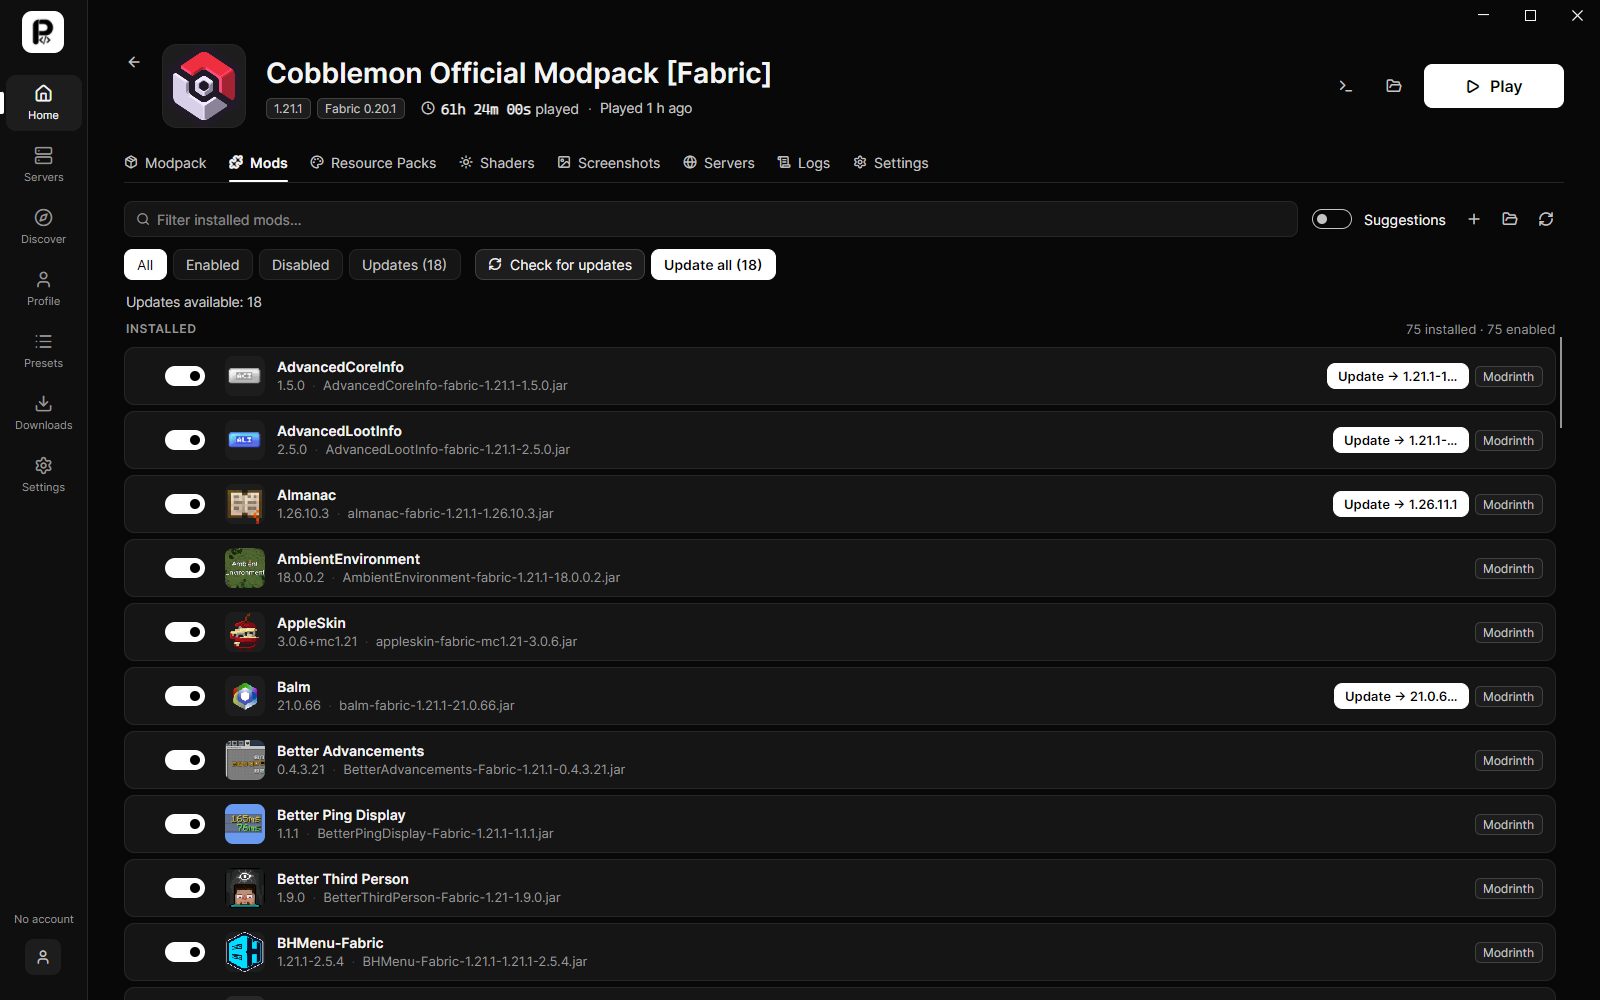 Home
Servers
Discover
Profile
Presets
Downloads
Settings
No account
Cobblemon Official Modpack [Fabric]
1.21.1 Fabric 0.20.1 61h 24m 00s played · Played 1 h ago
Play
Modpack Mods Resource Packs Shaders Screenshots Servers Logs Settings
Filter installed mods...
Suggestions
All Enabled Disabled Updates (18) Check for updates Update all (18)
Updates available: 18
INSTALLED
75 installed · 75 enabled
AdvancedCoreInfo
1.5.0 · AdvancedCoreInfo-fabric-1.21.1-1.5.0.jar
Update → 1.21.1-1... Modrinth
ALI
AdvancedLootInfo
2.5.0 · AdvancedLootInfo-fabric-1.21.1-2.5.0.jar
Update → 1.21.1-... Modrinth
Almanac
1.26.10.3 · almanac-fabric-1.21.1-1.26.10.3.jar
Update → 1.26.11.1 Modrinth
Ambient
Environment
AmbientEnvironment
18.0.0.2 · AmbientEnvironment-fabric-1.21.1-18.0.0.2.jar
Modrinth
AppleSkin
3.0.6+mc1.21 · appleskin-fabric-mc1.21-3.0.6.jar
Modrinth
Balm
21.0.66 · balm-fabric-1.21.1-21.0.66.jar
Update → 21.0.6... Modrinth
Better Advancements
0.4.3.21 · BetterAdvancements-Fabric-1.21.1-0.4.3.21.jar
Modrinth
165ms
76ms
Better Ping Display
1.1.1 · BetterPingDisplay-Fabric-1.21.1-1.1.1.jar
Modrinth
Better Third Person
1.9.0 · BetterThirdPerson-Fabric-1.21-1.9.0.jar
Modrinth
BHMenu-Fabric
1.21.1-2.5.4 · BHMenu-Fabric-1.21.1-1.21.1-2.5.4.jar
Modrinth